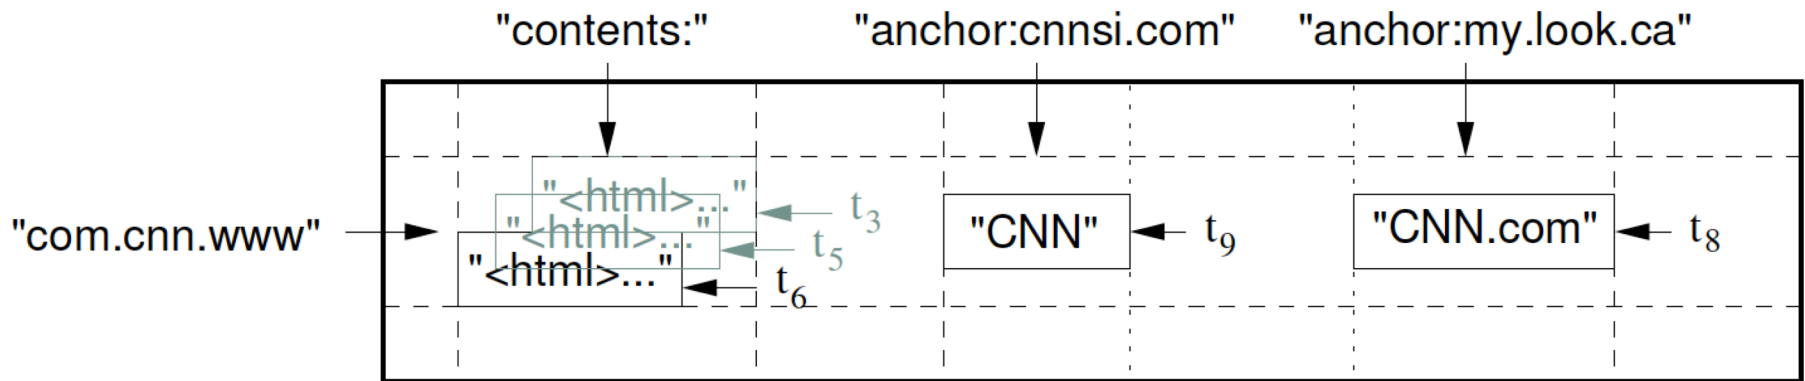 "contents:"
"anchor:cnnsi.com"
"anchor:my.look.ca"
"com.cnn.www"
"<html>..."
t3
"<html>..."
t5
"<html>..."
t6
"CNN"
t9
"CNN.com"
t8